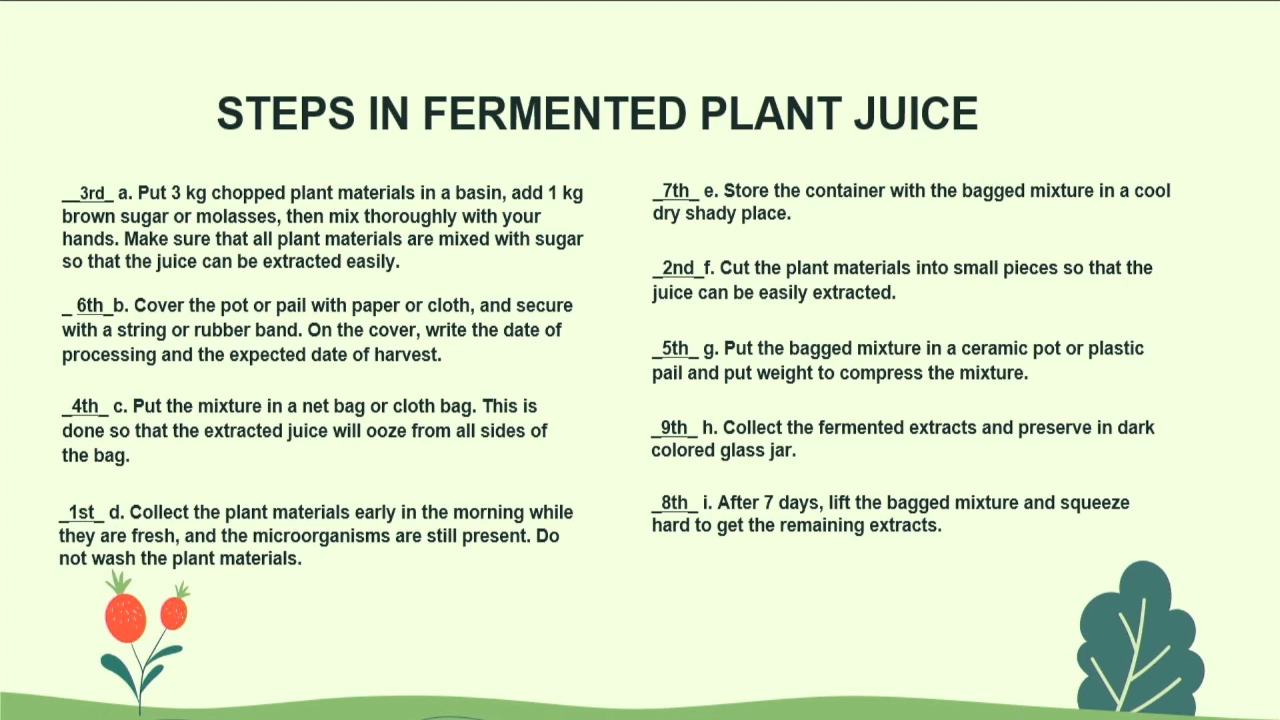 STEPS IN FERMENTED PLANT JUICE
__3rd_ a. Put 3 kg chopped plant materials in a basin, add 1 kg
brown sugar or molasses, then mix thoroughly with your
hands. Make sure that all plant materials are mixed with sugar
so that the juice can be extracted easily.
_ 6th_b. Cover the pot or pail with paper or cloth, and secure
with a string or rubber band. On the cover, write the date of
processing and the expected date of harvest.
_4th_ c. Put the mixture in a net bag or cloth bag. This is
done so that the extracted juice will ooze from all sides of
the bag.
_1st_ d. Collect the plant materials early in the morning while
they are fresh, and the microorganisms are still present. Do
not wash the plant materials.
_7th_ e. Store the container with the bagged mixture in a cool
dry shady place.
_2nd_f. Cut the plant materials into small pieces so that the
juice can be easily extracted.
_5th_ g. Put the bagged mixture in a ceramic pot or plastic
pail and put weight to compress the mixture.
_9th_ h. Collect the fermented extracts and preserve in dark
colored glass jar.
_8th_ i. After 7 days, lift the bagged mixture and squeeze
hard to get the remaining extracts.